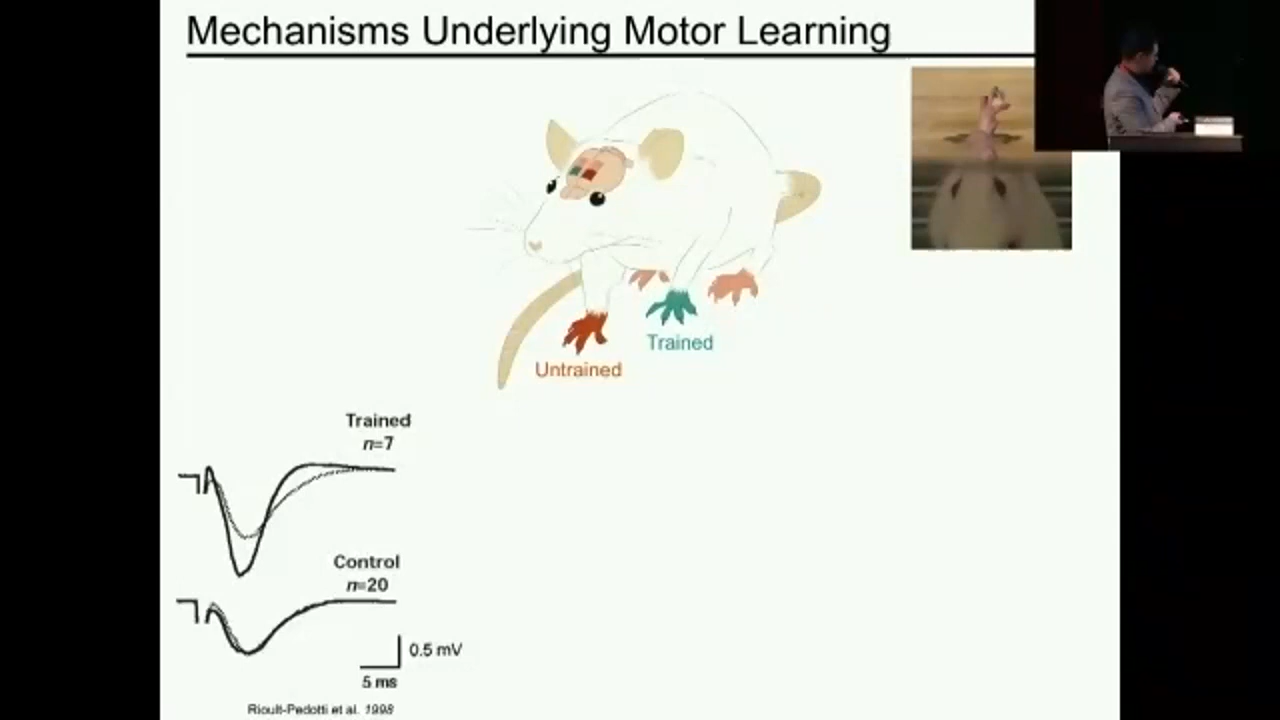 Mechanisms Underlying Motor Learning
Trained
Untrained
Trained
n=7
Control
n=20
0.5 mV
5 ms
Rioult-Pedotti et al. 1998